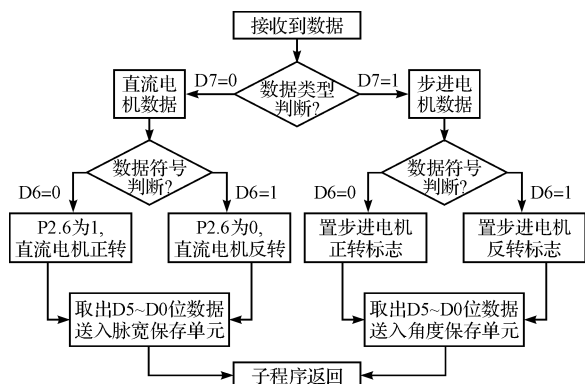 接收到数据
直流电
机数据
D7=0
数据类型
判断?
D7=1
步进电
机数据
数据符号
判断?
D6=0
D6=1
数据符号
判断?
D6=0
D6=1
P2.6为1,
直流电机正转
P2.6为0,
直流电机反转
置步进电机
正转标志
置步进电机
反转标志
取出D5~D0位数据
送入脉宽保存单元
取出D5~D0位数据
送入角度保存单元
子程序返回